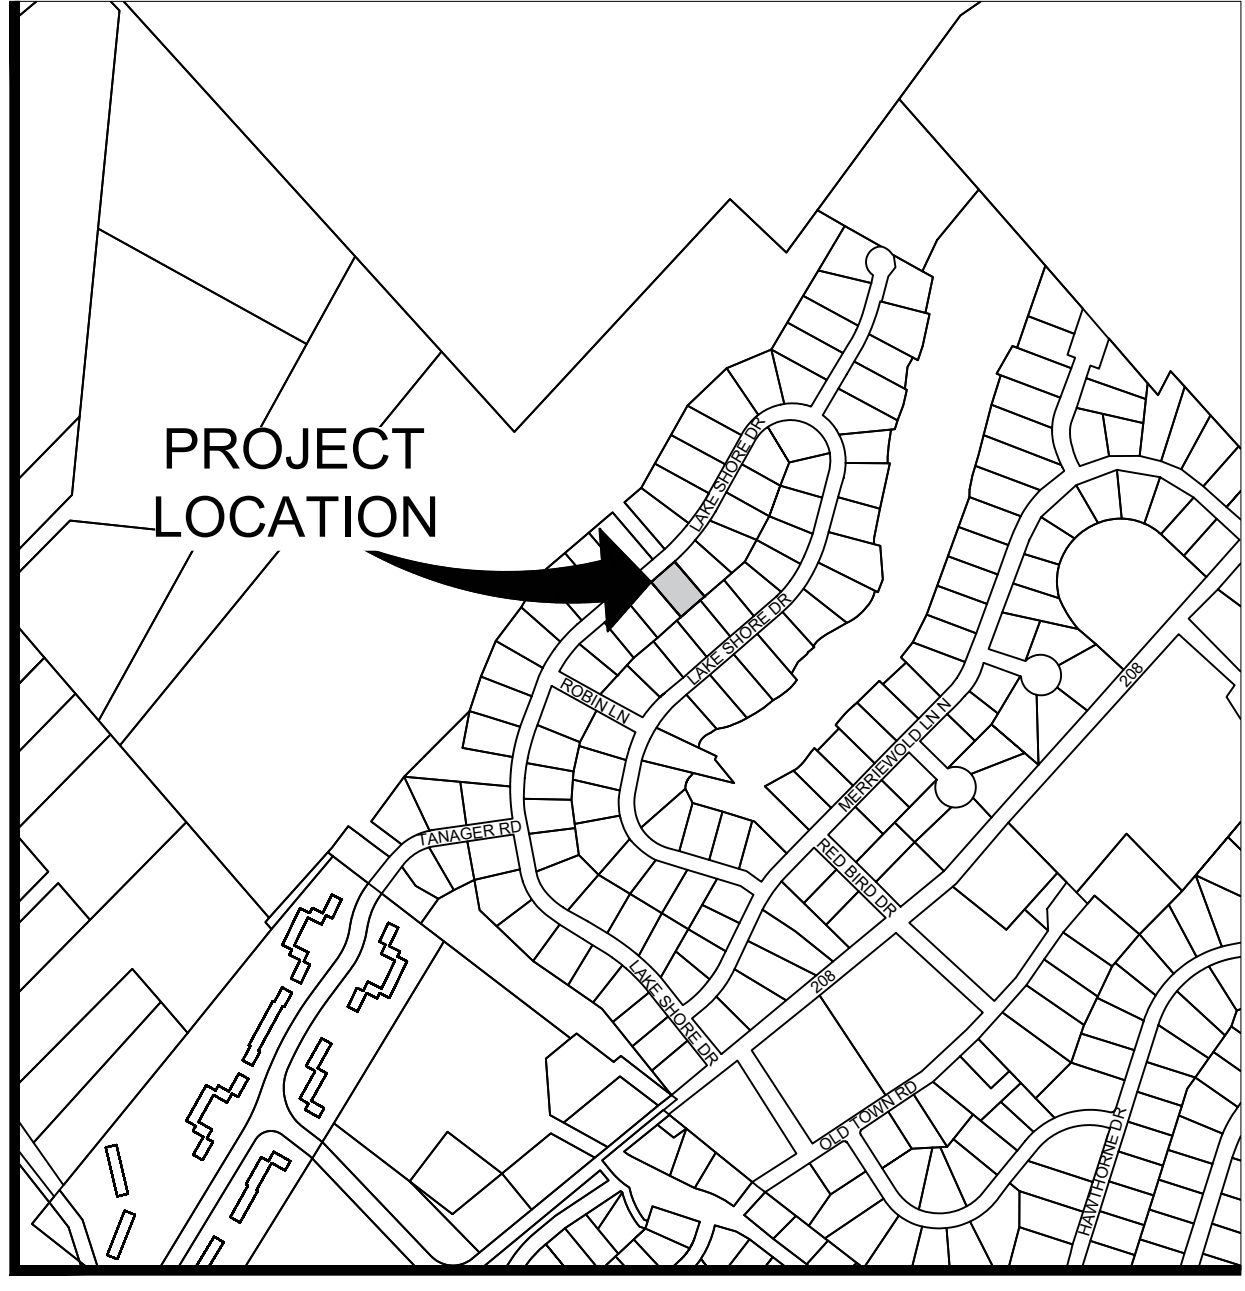 PROJECT
LOCATION
LAKE SHORE DR
LAKE SHORE DR
ROBIN LN
208
MERRIEWOLD LN N
TANAGER RD
RED BIRD DR
LAKE SHORE DR
208
OLD TOWN RD
HAWTHORNE DR